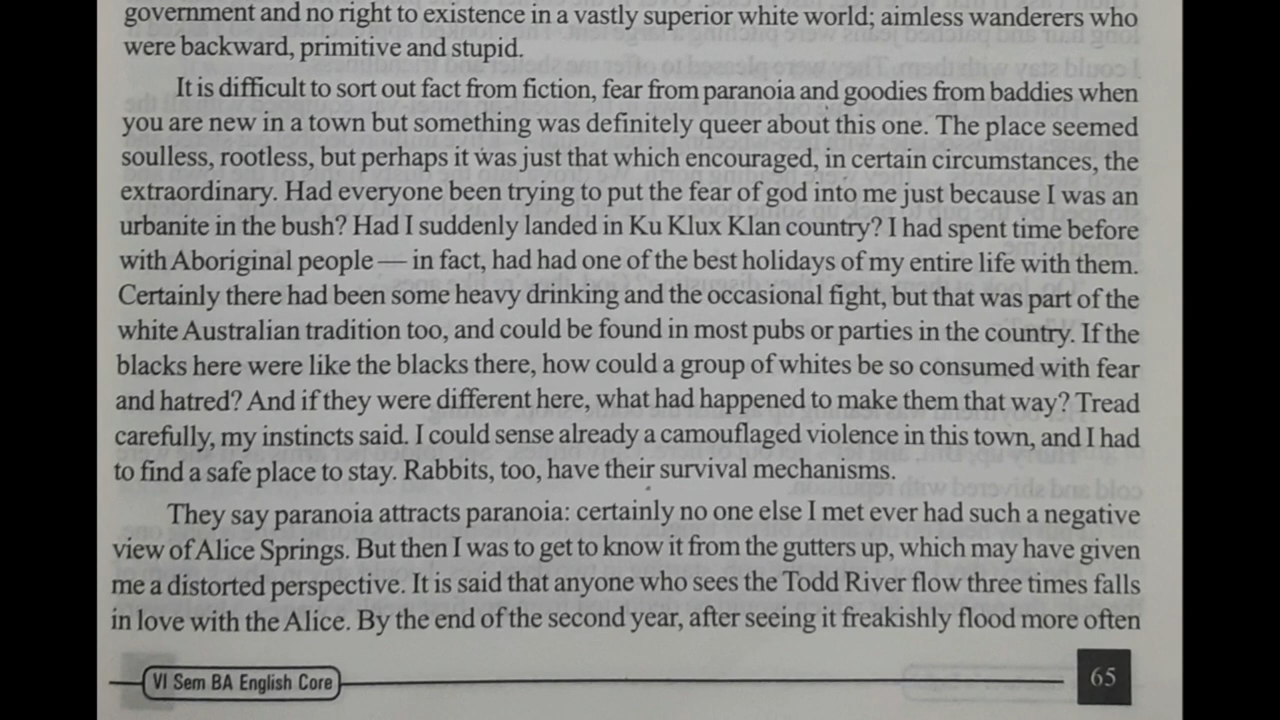 government and no right to existence in a vastly superior white world; aimless wanderers who
were backward, primitive and stupid.
It is difficult to sort out fact from fiction, fear from paranoia and goodies from baddies when
you are new in a town but something was definitely queer about this one. The place seemed
soulless, rootless, but perhaps it was just that which encouraged, in certain circumstances, the
extraordinary. Had everyone been trying to put the fear of god into me just because I was an
urbanite in the bush? Had I suddenly landed in Ku Klux Klan country? I had spent time before
with Aboriginal people — in fact, had had one of the best holidays of my entire life with them.
Certainly there had been some heavy drinking and the occasional fight, but that was part of the
white Australian tradition too, and could be found in most pubs or parties in the country. If the
blacks here were like the blacks there, how could a group of whites be so consumed with fear
and hatred? And if they were different here, what had happened to make them that way? Tread
carefully, my instincts said. I could sense already a camouflaged violence in this town, and I had
to find a safe place to stay. Rabbits, too, have their survival mechanisms.
They say paranoia attracts paranoia: certainly no one else I met ever had such a negative
view of Alice Springs. But then I was to get to know it from the gutters up, which may have given
me a distorted perspective. It is said that anyone who sees the Todd River flow three times falls
in love with the Alice. By the end of the second year, after seeing it freakishly flood more often
VI Sem BA English Core
65